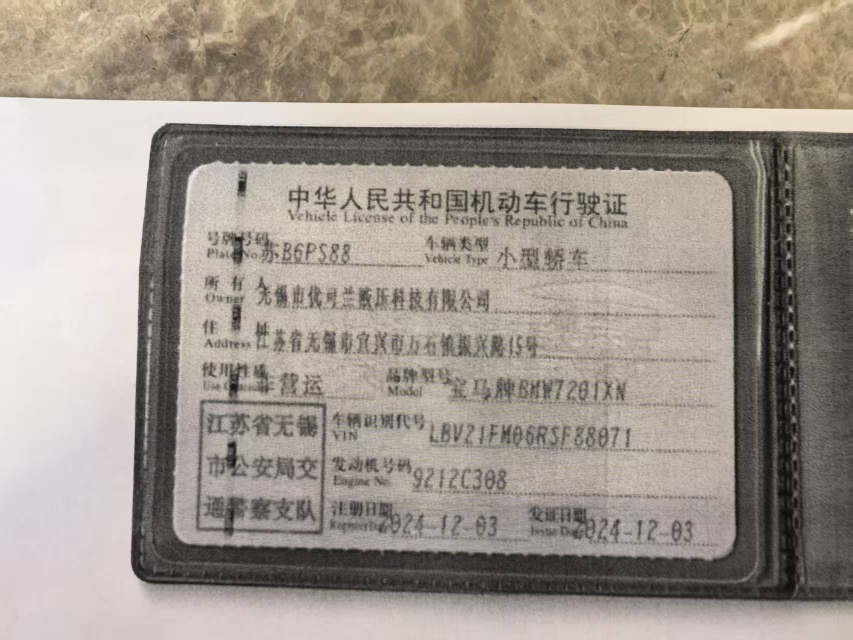 中华人民共和国机动车行驶证
Vehicle License of the People's Republic of China
号牌号码 苏B6PS88 车辆类型 小型轿车
Plate No. Vehicle Type
所有人 无锡市优可兰液压科技有限公司
Owner
住址 江苏省无锡市宜兴市万石镇振兴路15号
Address
使用性质 非营运 品牌型号 宝马牌BMW7201XN
Use Model
江苏省无锡
市公安局交
通警察支队
车辆识别代号 LBV21FM06RSF88071
VIN
发动机号码 9212C308
Engine No.
注册日期 2024-12-03 发证日期 2024-12-03
Register Date Issue Date